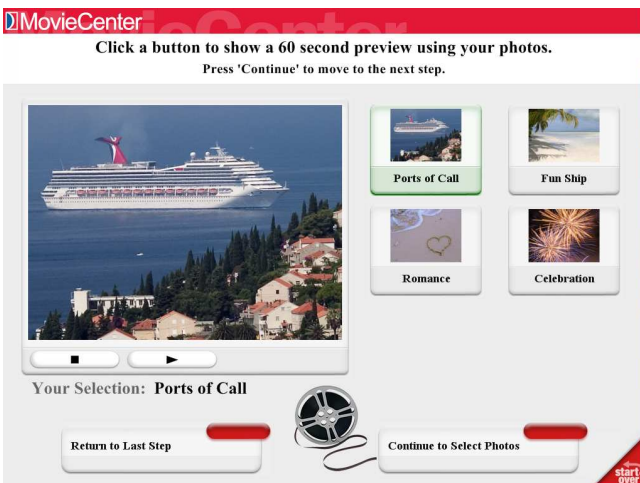 MovieCenter
Click a button to show a 60 second preview using your photos.
Press 'Continue' to move to the next step.
Ports of Call
Fun Ship
Romance
Celebration
Your Selection: Ports of Call
Return to Last Step
Continue to Select Photos
start
over